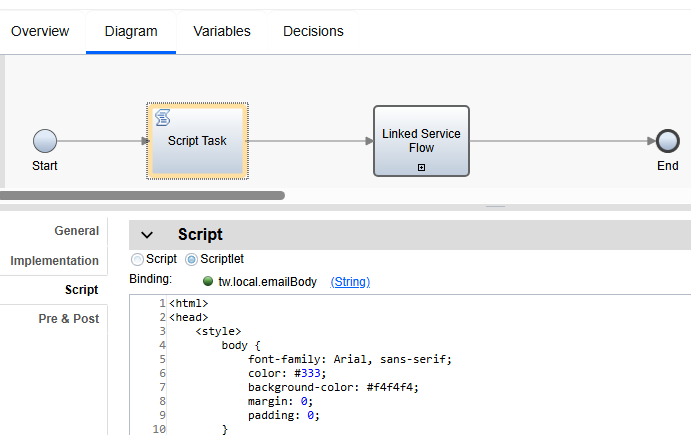 Overview Diagram Variables Decisions
Script Task
Linked Service
Flow
Start
End
General
Implementation
Script
Pre & Post
Script
Script Scriptlet
Binding: tw.local.emailBody (String)
1 <html>
2 <head>
3 <style>
4 body {
5 font-family: Arial, sans-serif;
6 color: #333;
7 background-color: #f4f4f4;
8 margin: 0;
9 padding: 0;
10 }